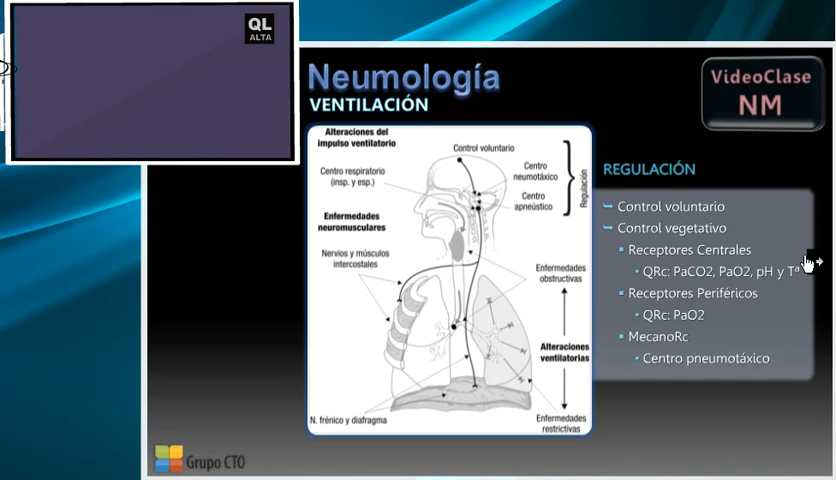 QL
ALTA
Neumología
VENTILACIÓN
VideoClase
NM
Alteraciones del
impulso ventilatorio
Control voluntario
Centro respiratorio
(insp. y esp.)
Centro
neumotáxico
Centro
apnéustico
Regulación
Enfermedades
neuromusculares
Nervios y músculos
intercostales
Enfermedades
obstructivas
Alteraciones
ventilatorias
N. frénico y diafragma
Enfermedades
restrictivas
REGULACIÓN
Control voluntario
Control vegetativo
Receptores Centrales
QRc: PaCO2, PaO2, pH y Tª
Receptores Periféricos
QRc: PaO2
MecanoRc
Centro pneumotáxico
Grupo CTO